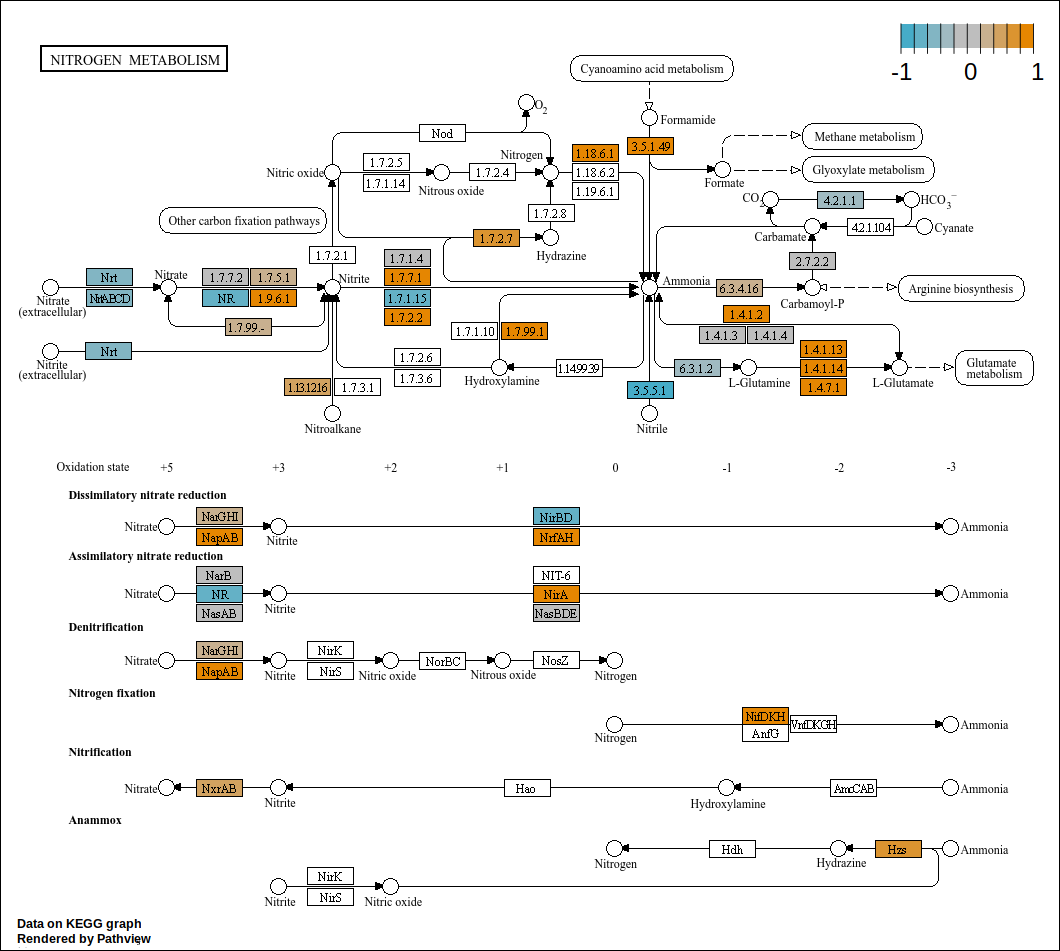 NITROGEN METABOLISM
-1 0 1
Cyanoamino acid metabolism
O2
Formamide
Nod
Methane metabolism
Nitrogen
1.18.6.1
3.5.1.49
1.7.2.5
Nitric oxide
1.7.2.4
1.18.6.2
Glyoxylate metabolism
1.7.1.14
Nitrous oxide
1.19.6.1
Formate
CO2
4.2.1.1
HCO3−
1.7.2.8
Other carbon fixation pathways
4.2.1.104
Cyanate
Carbamate
1.7.2.7
Hydrazine
1.7.2.1
1.7.1.4
2.7.2.2
Nitrate
1.7.7.2
1.7.5.1
Nitrite
1.7.7.1
Ammonia
Nrt
6.3.4.16
Arginine biosynthesis
NrtABCD
NR
1.9.6.1
1.7.1.15
Nitrate
(extracellular)
Carbamoyl-P
1.7.2.2
1.4.1.2
1.7.99.-
1.7.1.10
1.7.99.1
1.4.1.3
1.4.1.4
Nrt
1.4.1.13
Nitrite
(extracellular)
1.7.2.6
1.14.99.39
6.3.1.2
1.4.1.14
Glutamate
metabolism
1.7.3.6
Hydroxylamine
L-Glutamine
L-Glutamate
1.13.12.16
1.7.3.1
3.5.5.1
1.4.7.1
Nitroalkane
Nitrile
Oxidation state +5 +3 +2 +1 0 -1 -2 -3
Dissimilatory nitrate reduction
NarGHI
NirBD
Nitrate
Ammonia
NapAB
NrfAH
Nitrite
Assimilatory nitrate reduction
NarB
NIT-6
Nitrate
NR
NirA
Ammonia
NasAB
Nitrite
NasBDE
Denitrification
NarGHI
NirK
Nitrate
NorBC
NosZ
NapAB
Nitrite
NirS
Nitric oxide
Nitrous oxide
Nitrogen
Nitrogen fixation
NifDKH
VnfDKGH
Ammonia
AnfG
Nitrogen
Nitrification
Nitrate
NxrAB
Hao
AmoCAB
Ammonia
Nitrite
Hydroxylamine
Anammox
Hdh
Hzs
Ammonia
Nitrogen
Hydrazine
NirK
NirS
Nitrite
Nitric oxide
Data on KEGG graph
Rendered by Pathview